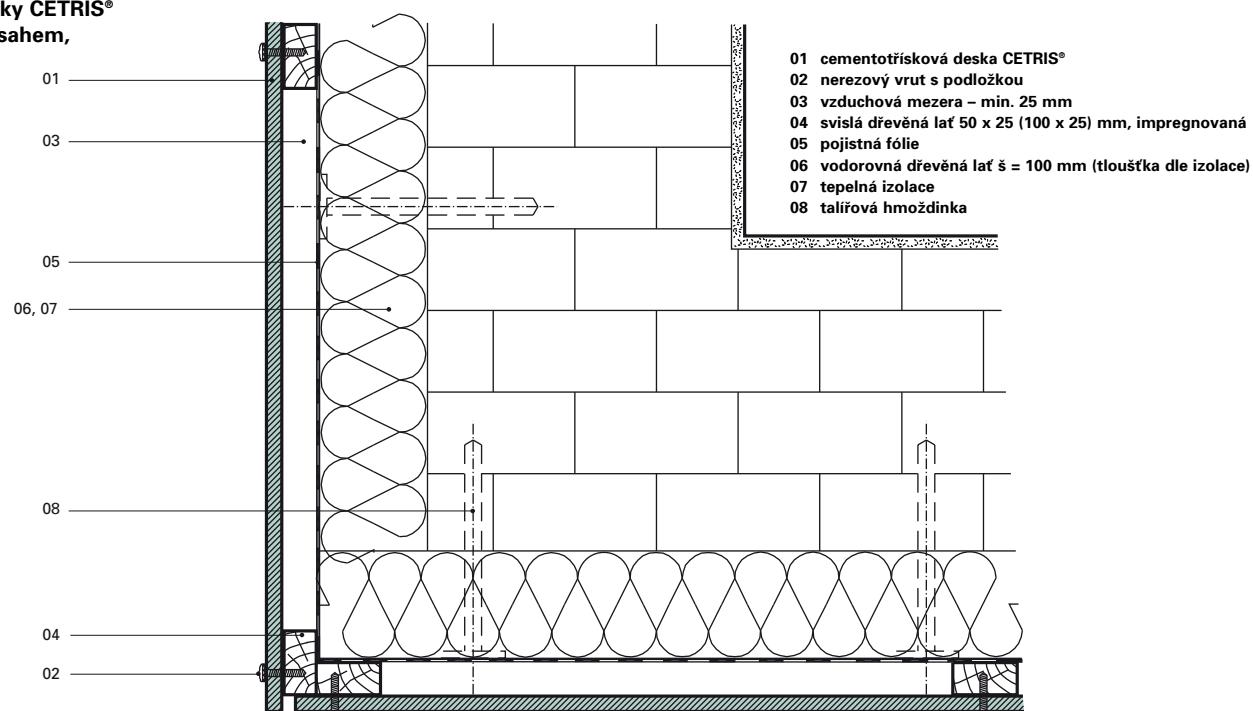 ky CETRIS®
sahem,
01 cementotřísková deska CETRIS®
02 nerezový vrut s podložkou
03 vzduchová mezera – min. 25 mm
04 svislá dřevěná lať 50 x 25 (100 x 25) mm, impregnovaná
05 pojistná fólie
06 vodorovná dřevěná lať š = 100 mm (tloušťka dle izolace)
07 tepelná izolace
08 talířová hmoždinka
01
03
05
06, 07
08
04
02